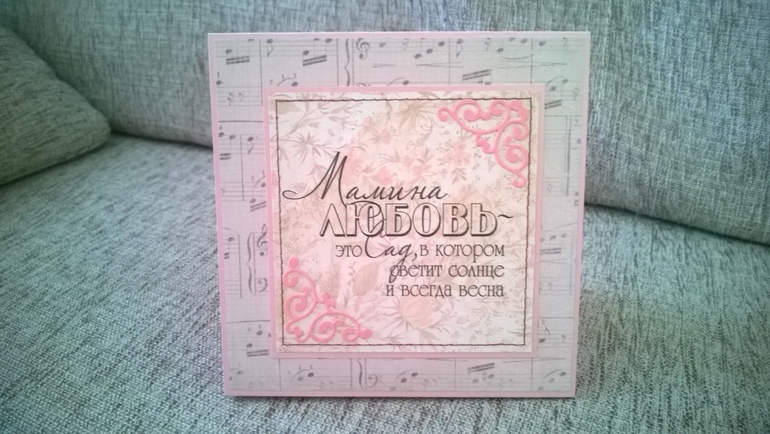 Мамина
ЛЮБОВЬ-
это Сад, в котором
светит солнце
и всегда весна